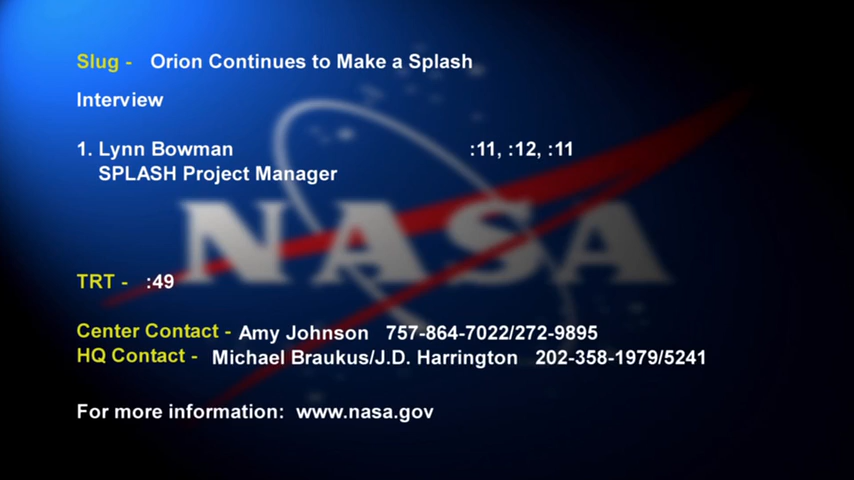 Slug - Orion Continues to Make a Splash
Interview
1. Lynn Bowman :11, :12, :11
SPLASH Project Manager
NASA
TRT - :49
Center Contact - Amy Johnson 757-864-7022/272-9895
HQ Contact - Michael Braukus/J.D. Harrington 202-358-1979/5241
For more information: www.nasa.gov